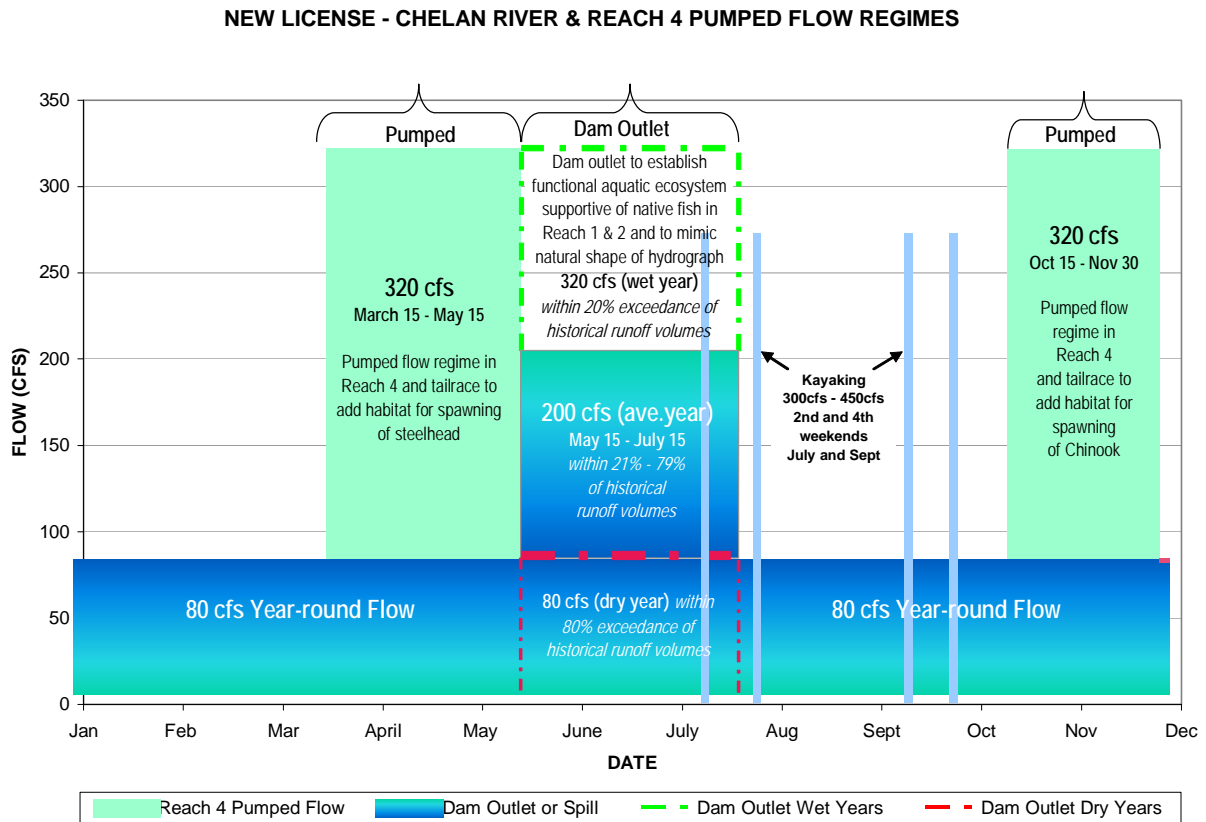 NEW LICENSE - CHELAN RIVER & REACH 4 PUMPED FLOW REGIMES
350
300
250
200
150
100
50
0
FLOW (CFS)
Pumped
320 cfs
March 15 - May 15
Pumped flow regime in
Reach 4 and tailrace to
add habitat for spawning
of steelhead
Dam Outlet
Dam outlet to establish
functional aquatic ecosystem
supportive of native fish in
Reach 1 & 2 and to mimic
natural shape of hydrograph
320 cfs (wet year)
within 20% exceedance of
historical runoff volumes
200 cfs (ave.year)
May 15 - July 15
within 21% - 79%
of historical
runoff volumes
80 cfs (dry year) within
80% exceedance of
historical runoff volumes
Kayaking
300cfs - 450cfs
2nd and 4th
weekends
July and Sept
Pumped
320 cfs
Oct 15 - Nov 30
Pumped flow
regime in
Reach 4
and tailrace to
add habitat for
spawning
of Chinook
80 cfs Year-round Flow
80 cfs Year-round Flow
Jan Feb Mar April May June July Aug Sept Oct Nov Dec
DATE
Reach 4 Pumped Flow Dam Outlet or Spill Dam Outlet Wet Years Dam Outlet Dry Years